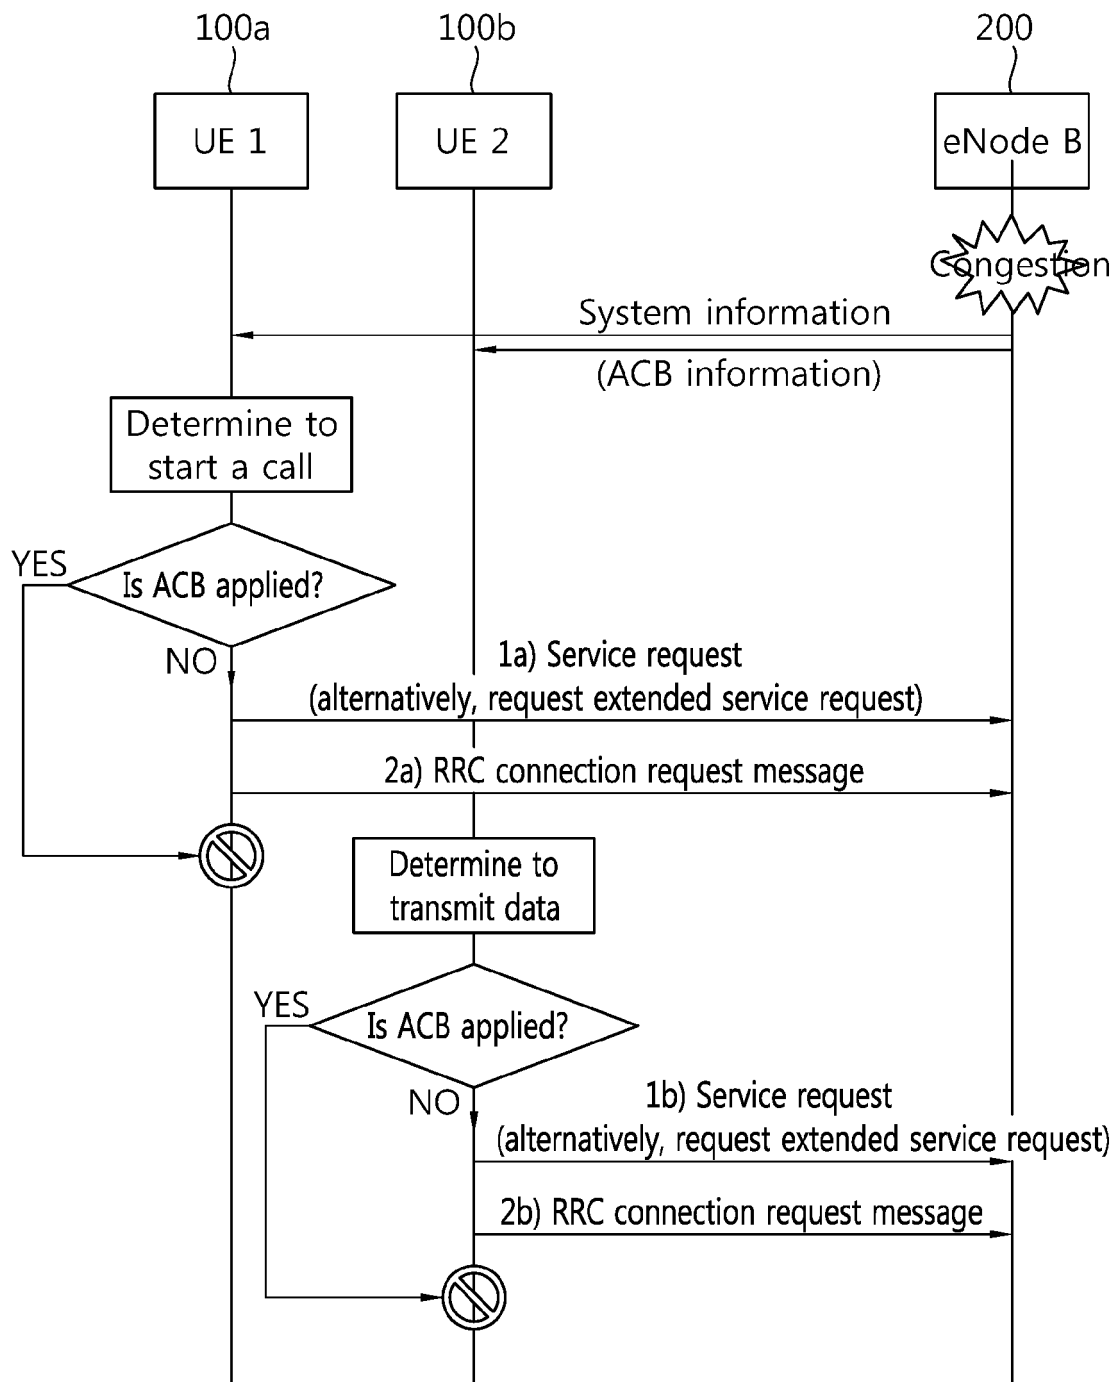 100a 100b 200
UE 1 UE 2 eNode B
Congestion
System information
(ACB information)
Determine to
start a call
YES
Is ACB applied?
NO
1a) Service request
(alternatively, request extended service request)
2a) RRC connection request message
Determine to
transmit data
YES
Is ACB applied?
NO
1b) Service request
(alternatively, request extended service request)
2b) RRC connection request message